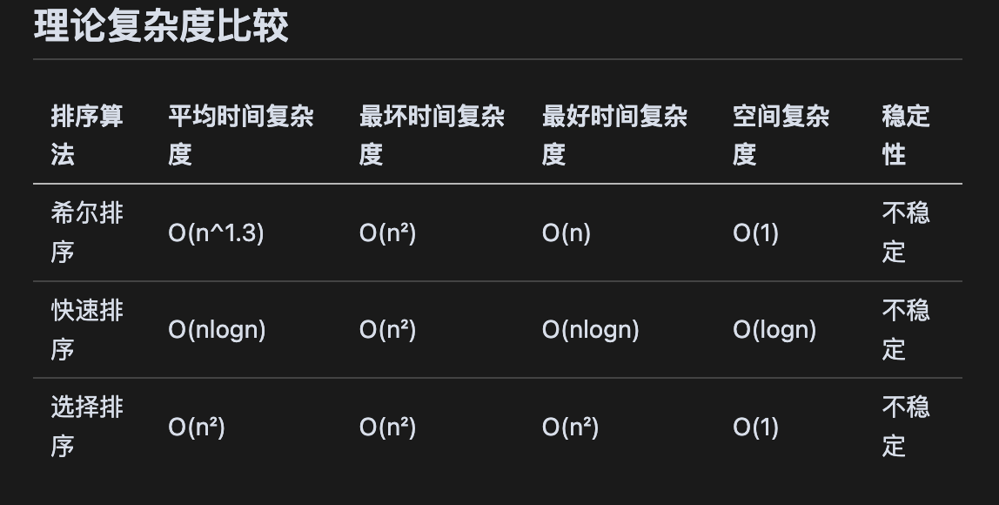 理论复杂度比较
排序算法 平均时间复杂度 最坏时间复杂度 最好时间复杂度 空间复杂度 稳定性
希尔排序 O(n^1.3) O(n²) O(n) O(1) 不稳定
快速排序 O(nlogn) O(n²) O(nlogn) O(logn) 不稳定
选择排序 O(n²) O(n²) O(n²) O(1) 不稳定